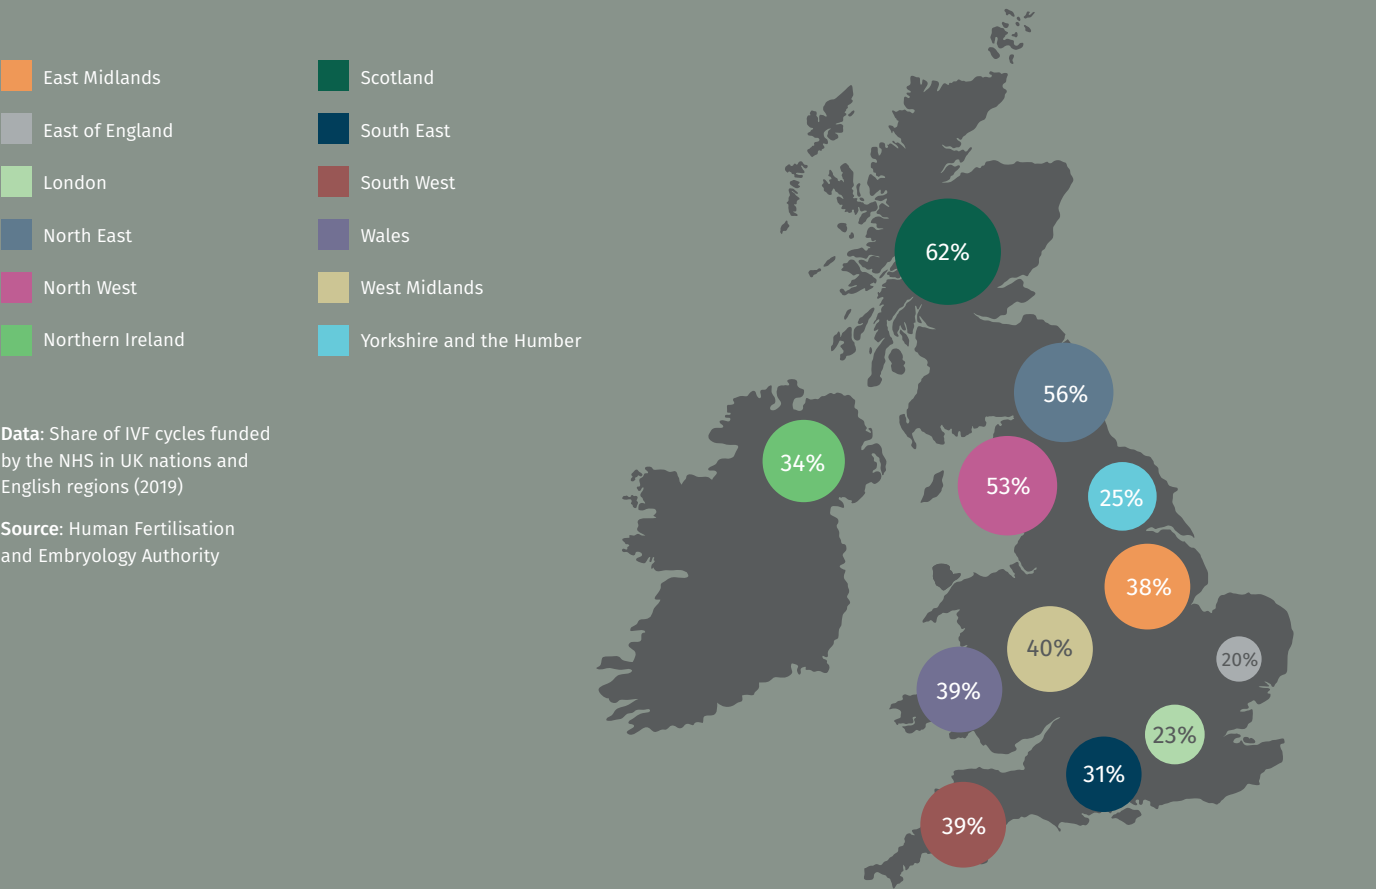 East Midlands
East of England
London
North East
North West
Northern Ireland
Scotland
South East
South West
Wales
West Midlands
Yorkshire and the Humber
Data: Share of IVF cycles funded
by the NHS in UK nations and
English regions (2019)
Source: Human Fertilisation
and Embryology Authority
62%
56%
34%
53%
25%
38%
40%
20%
39%
23%
31%
39%